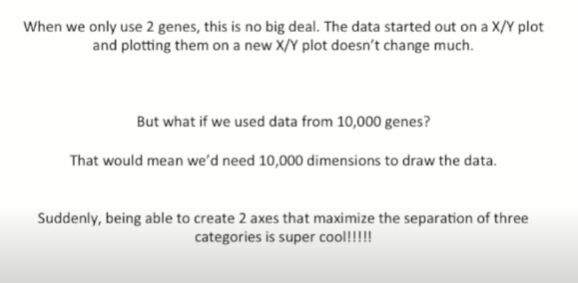 When we only use 2 genes, this is no big deal. The data started out on a X/Y plot
and plotting them on a new X/Y plot doesn't change much.
But what if we used data from 10,000 genes?
That would mean we'd need 10,000 dimensions to draw the data.
Suddenly, being able to create 2 axes that maximize the separation of three
categories is super cool!!!!!